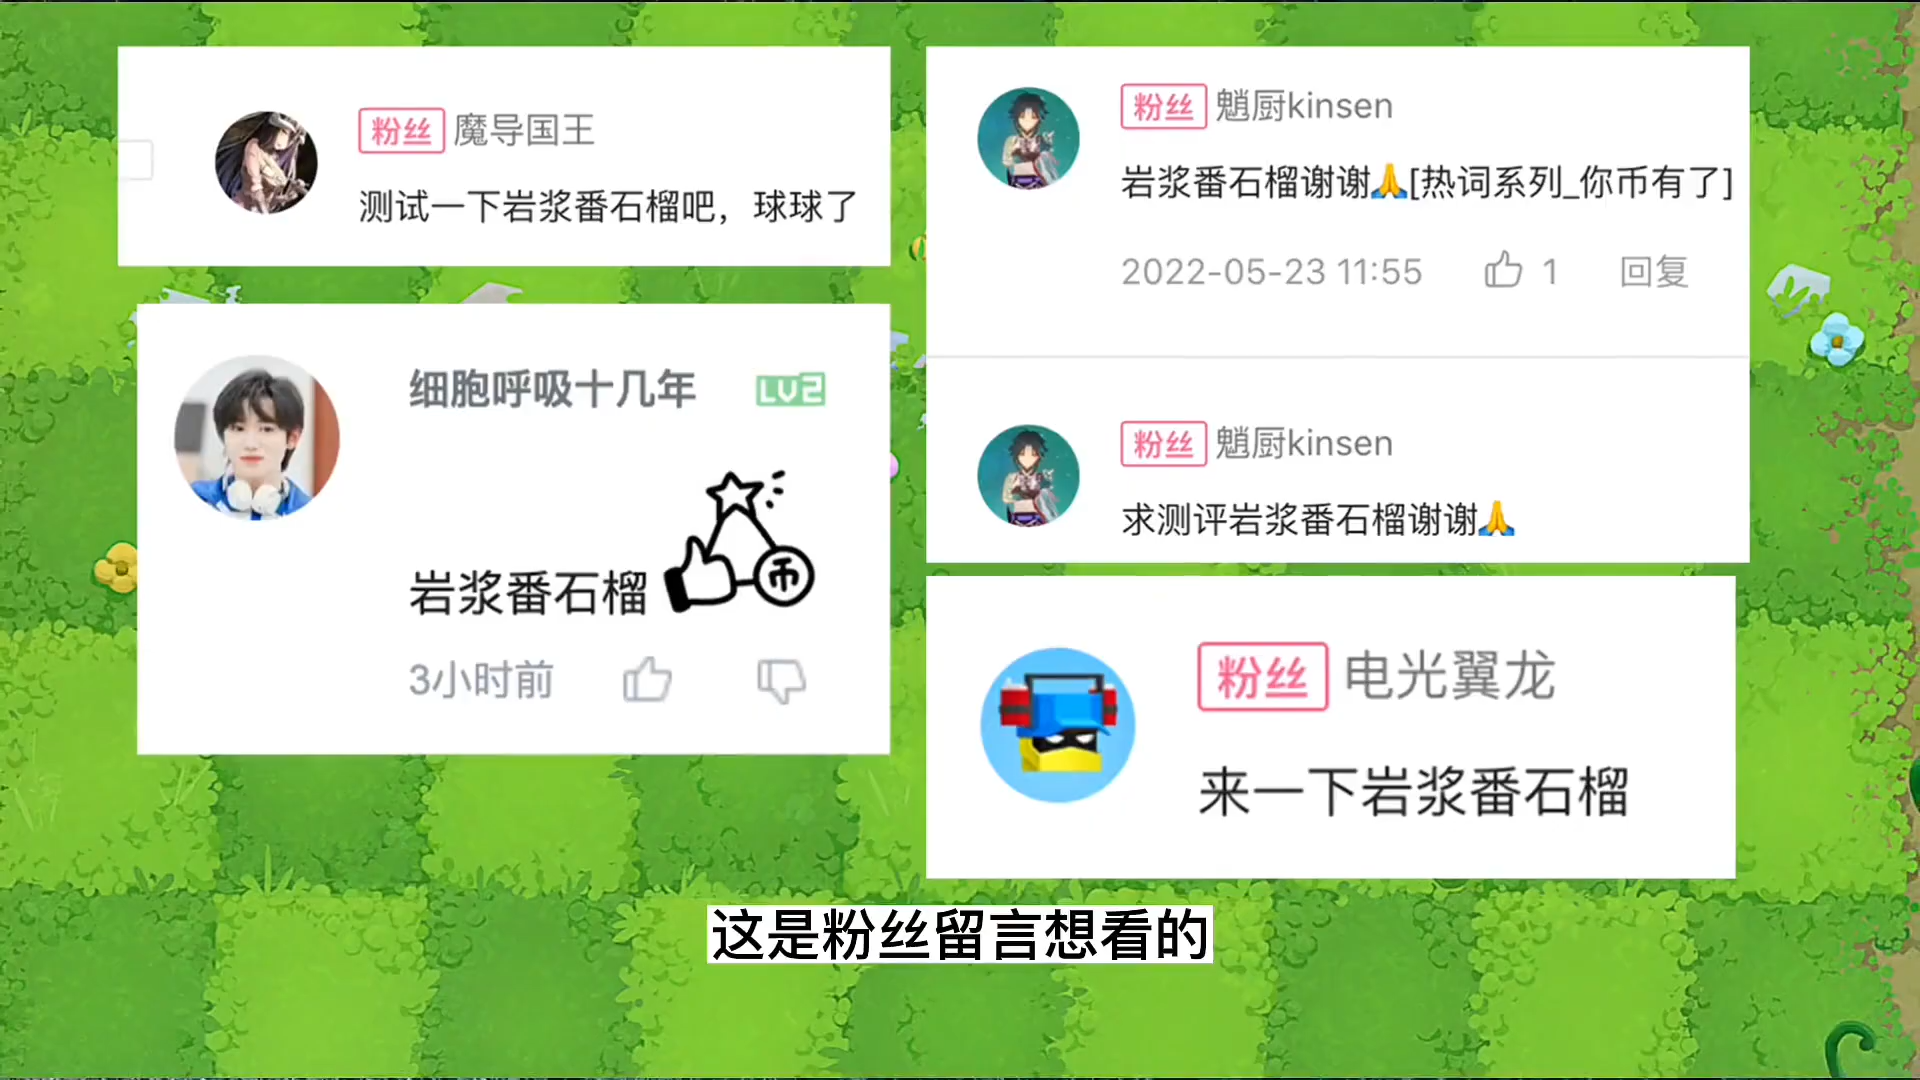 粉丝 魔导国王
测试一下岩浆番石榴吧，球球了
细胞呼吸十几年 LV2
岩浆番石榴
币
3小时前
粉丝 魈厨kinsen
岩浆番石榴谢谢🙏[热词系列_你币有了]
2022-05-23 11:55 1 回复
粉丝 魈厨kinsen
求测评岩浆番石榴谢谢🙏
粉丝 电光翼龙
来一下岩浆番石榴
这是粉丝留言想看的